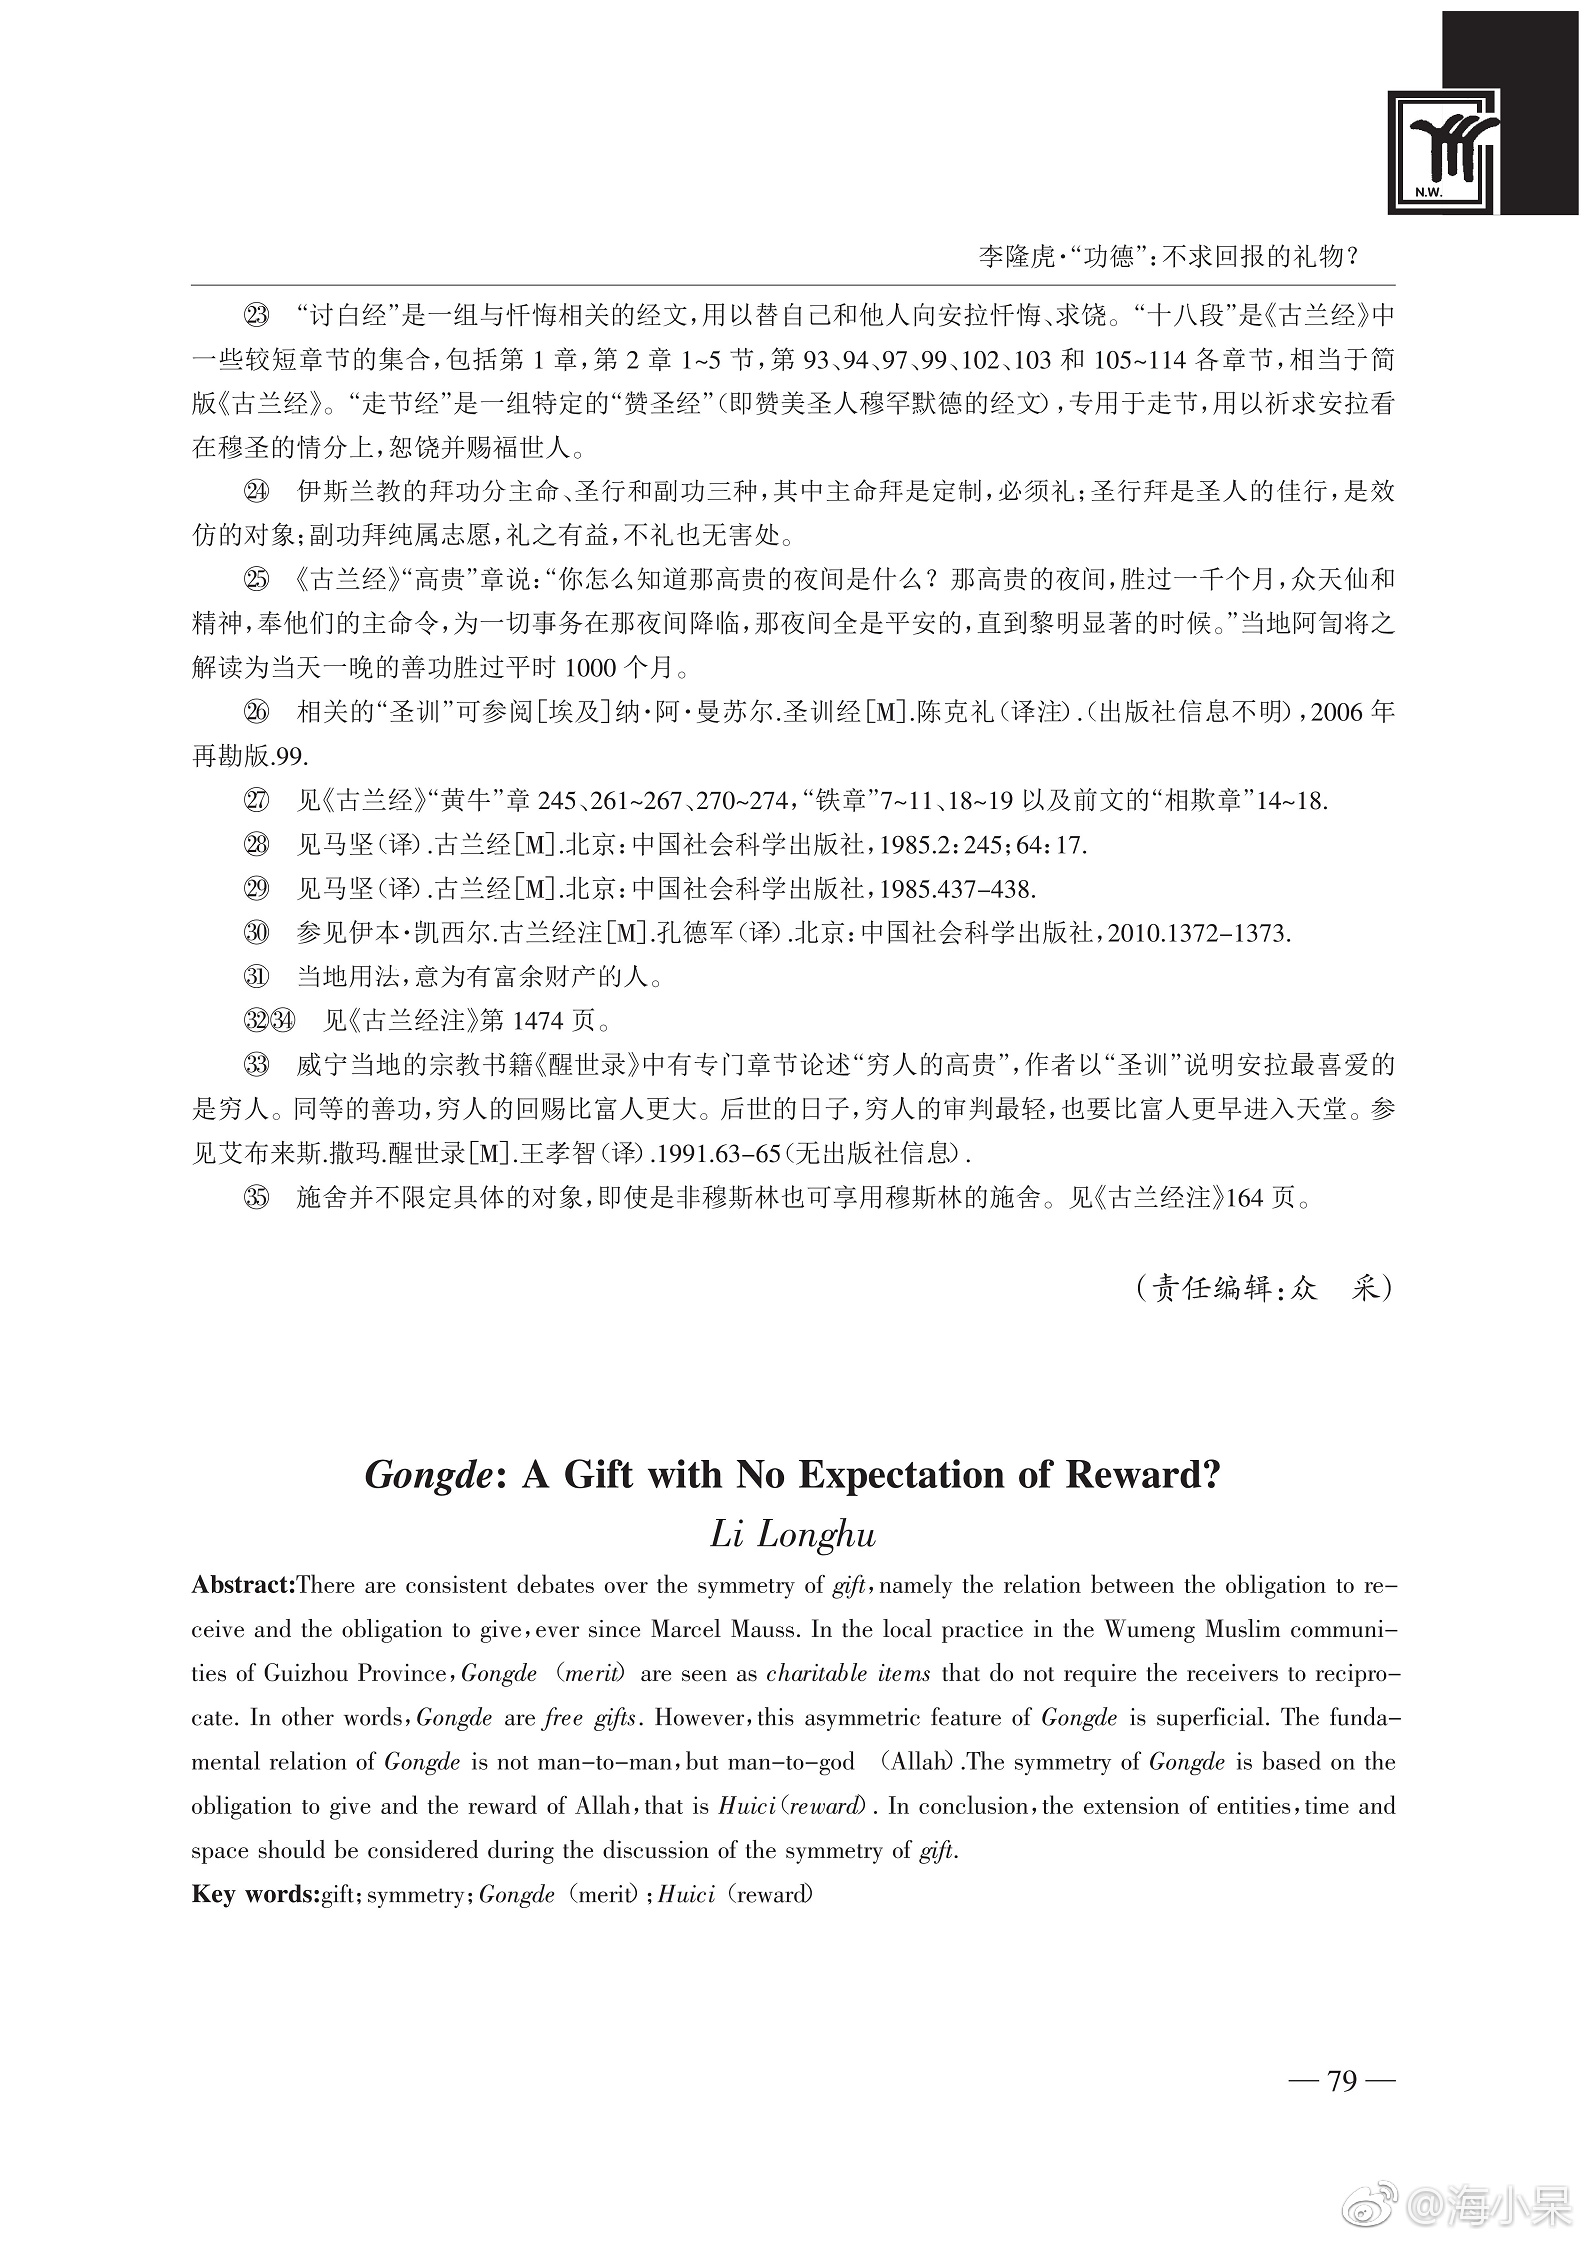 N.W.
李隆虎·“功德”:不求回报的礼物?
㉓ “讨白经”是一组与忏悔相关的经文,用以替自己和他人向安拉忏悔、求饶。“十八段”是《古兰经》中
一些较短章节的集合,包括第 1 章,第 2 章 1~5 节,第 93、94、97、99、102、103 和 105~114 各章节,相当于简
版《古兰经》。“走节经”是一组特定的“赞圣经”(即赞美圣人穆罕默德的经文),专用于走节,用以祈求安拉看
在穆圣的情分上,恕饶并赐福世人。
㉔ 伊斯兰教的拜功分主命、圣行和副功三种,其中主命拜是定制,必须礼;圣行拜是圣人的佳行,是效
仿的对象;副功拜纯属志愿,礼之有益,不礼也无害处。
㉕ 《古兰经》“高贵”章说:“你怎么知道那高贵的夜间是什么? 那高贵的夜间,胜过一千个月,众天仙和
精神,奉他们的主命令,为一切事务在那夜间降临,那夜间全是平安的,直到黎明显著的时候。”当地阿訇将之
解读为当天一晚的善功胜过平时 1000 个月。
㉖ 相关的“圣训”可参阅[埃及]纳·阿·曼苏尔.圣训经[M].陈克礼(译注).(出版社信息不明),2006 年
再勘版.99.
㉗ 见《古兰经》“黄牛”章 245、261~267、270~274,“铁章”7~11、18~19 以及前文的“相欺章”14~18.
㉘ 见马坚(译).古兰经[M].北京:中国社会科学出版社,1985.2:245;64:17.
㉙ 见马坚(译).古兰经[M].北京:中国社会科学出版社,1985.437-438.
㉚ 参见伊本·凯西尔.古兰经注[M].孔德军(译).北京:中国社会科学出版社,2010.1372-1373.
㉛ 当地用法,意为有富余财产的人。
㉜㉞ 见《古兰经注》第 1474 页。
㉝ 威宁当地的宗教书籍《醒世录》中有专门章节论述“穷人的高贵”,作者以“圣训”说明安拉最喜爱的
是穷人。同等的善功,穷人的回赐比富人更大。后世的日子,穷人的审判最轻,也要比富人更早进入天堂。参
见艾布来斯.撒玛.醒世录[M].王孝智(译).1991.63-65(无出版社信息).
㉟ 施舍并不限定具体的对象,即使是非穆斯林也可享用穆斯林的施舍。见《古兰经注》164 页。
(责任编辑:众 采)
Gongde: A Gift with No Expectation of Reward?
Li Longhu
Abstract:There are consistent debates over the symmetry of gift,namely the relation between the obligation to re-
ceive and the obligation to give,ever since Marcel Mauss. In the local practice in the Wumeng Muslim communi-
ties of Guizhou Province,Gongde (merit) are seen as charitable items that do not require the receivers to recipro-
cate. In other words,Gongde are free gifts. However,this asymmetric feature of Gongde is superficial. The funda-
mental relation of Gongde is not man-to-man,but man-to-god (Allah).The symmetry of Gongde is based on the
obligation to give and the reward of Allah,that is Huici(reward). In conclusion,the extension of entities,time and
space should be considered during the discussion of the symmetry of gift.
Key words:gift;symmetry;Gongde (merit);Huici (reward)
— 79 —
@海小呆